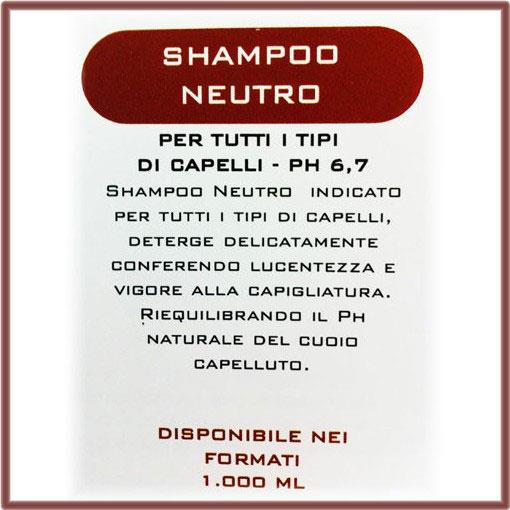 SHAMPOO
NEUTRO
PER TUTTI I TIPI
DI CAPELLI - PH 6,7
SHAMPOO NEUTRO INDICATO
PER TUTTI I TIPI DI CAPELLI,
DETERGE DELICATAMENTE
CONFERENDO LUCENTEZZA E
VIGORE ALLA CAPIGLIATURA.
RIEQUILIBRANDO IL PH
NATURALE DEL CUOIO
CAPELLUTO.
DISPONIBILE NEI
FORMATI
1.000 ML